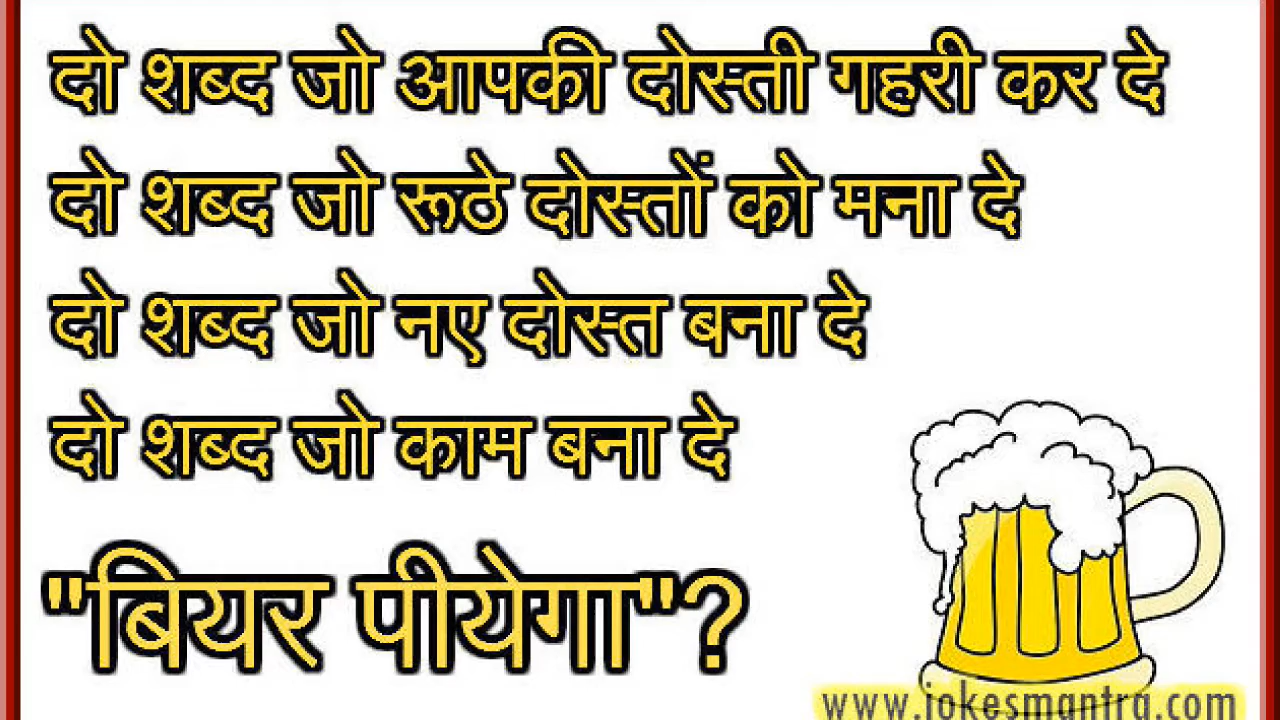 दो शब्द जो आपकी दोस्ती गहरी कर दे
दो शब्द जो रूठे दोस्तों को मना दे
दो शब्द जो नए दोस्त बना दे
दो शब्द जो काम बना दे
"बियर पीयेगा"?
www.jokesmantra.com